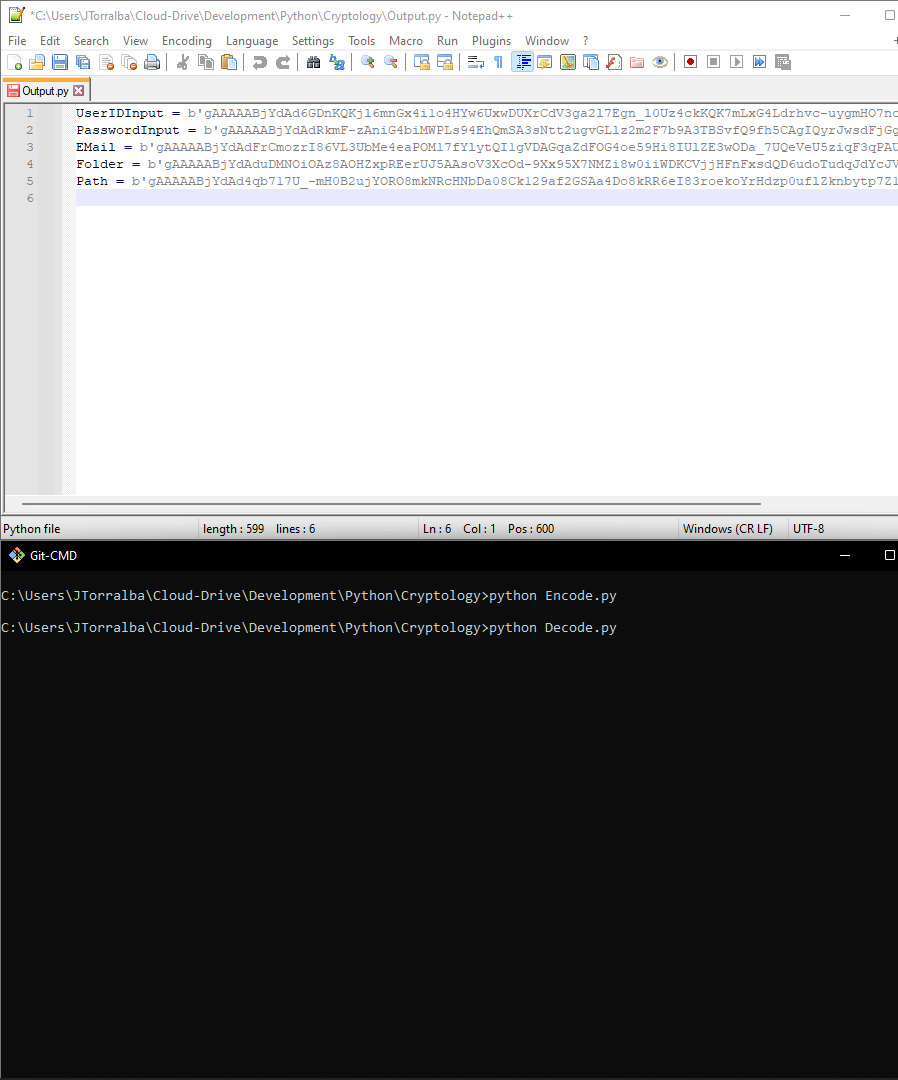 *C:\Users\JTorralba\Cloud-Drive\Development\Python\Cryptology\Output.py - Notepad++
File Edit Search View Encoding Language Settings Tools Macro Run Plugins Window ?
Output.py
1 UserIDInput = b'gAAAAABjYdAd6GDnKQKjl6mnGx4ilo4HYw6UxwDUXrCdV3ga2l7Egn_l0Uz4ckKQK7mLxG4Ldrhvc-uygmHO7nc
2 PasswordInput = b'gAAAAABjYdAdRkmF-zAniG4biMWPLs94EhQmSA3sNtt2ugvGLlz2m2F7b9A3TBSvfQ9fh5CAgIQyrJwsdFjGg
3 EMail = b'gAAAAABjYdAdFrCmozrI86VL3UbMe4eaPOMl7fYlytQIlgVDAGqaZdFOG4oe59Hi8IUlZE3wODa_7UQeVeU5ziqF3qPAU
4 Folder = b'gAAAAABjYdAduDMNOiOAz8AOHZxpREerUJ5AAsoV3XcOd-9Xx95X7NMZi8w0iiWDKCVjjHFnFxsdQD6udoTudqJdYcJV
5 Path = b'gAAAAABjYdAd4qb7l7U_-mH0B2ujYORO8mkNRcHNbDa08Ckl29af2GSAa4Do8kRR6eI83roekoYrHdzp0uflZknbytp7Zl
6
Python file length : 599 lines : 6 Ln : 6 Col : 1 Pos : 600 Windows (CR LF) UTF-8
Git-CMD
C:\Users\JTorralba\Cloud-Drive\Development\Python\Cryptology>python Encode.py
C:\Users\JTorralba\Cloud-Drive\Development\Python\Cryptology>python Decode.py